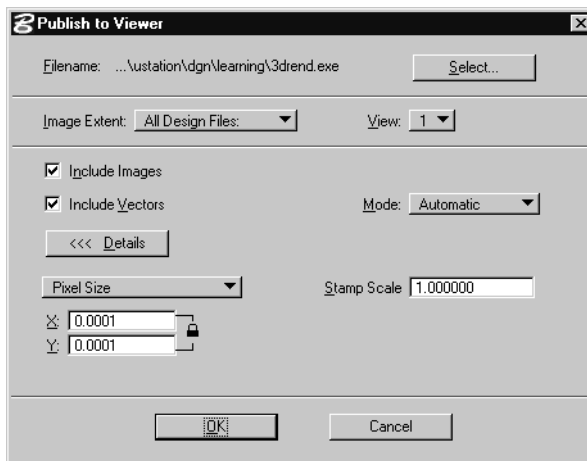 Publish to Viewer
Filename: ...\ustation\dgn\learning\3drend.exe Select...
Image Extent: All Design Files: View: 1
Include Images
Include Vectors Mode: Automatic
<<< Details
Pixel Size Stamp Scale 1.000000
X: 0.0001
Y: 0.0001
OK Cancel